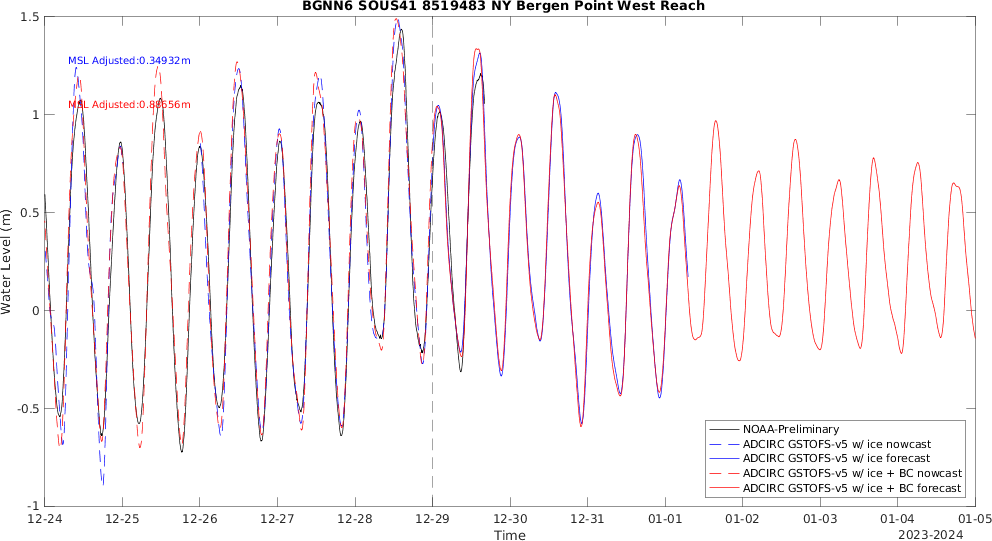 BGNN6 SOUS41 8519483 NY Bergen Point West Reach
1.5
MSL Adjusted:0.34932m
MSL Adjusted:0.88656m
1
0.5
0
-0.5
-1
Water Level (m)
NOAA-Preliminary
ADCIRC GSTOFS-v5 w/ ice nowcast
ADCIRC GSTOFS-v5 w/ ice forecast
ADCIRC GSTOFS-v5 w/ ice + BC nowcast
ADCIRC GSTOFS-v5 w/ ice + BC forecast
12-24 12-25 12-26 12-27 12-28 12-29 12-30 12-31 01-01 01-02 01-03 01-04 01-05
Time
2023-2024